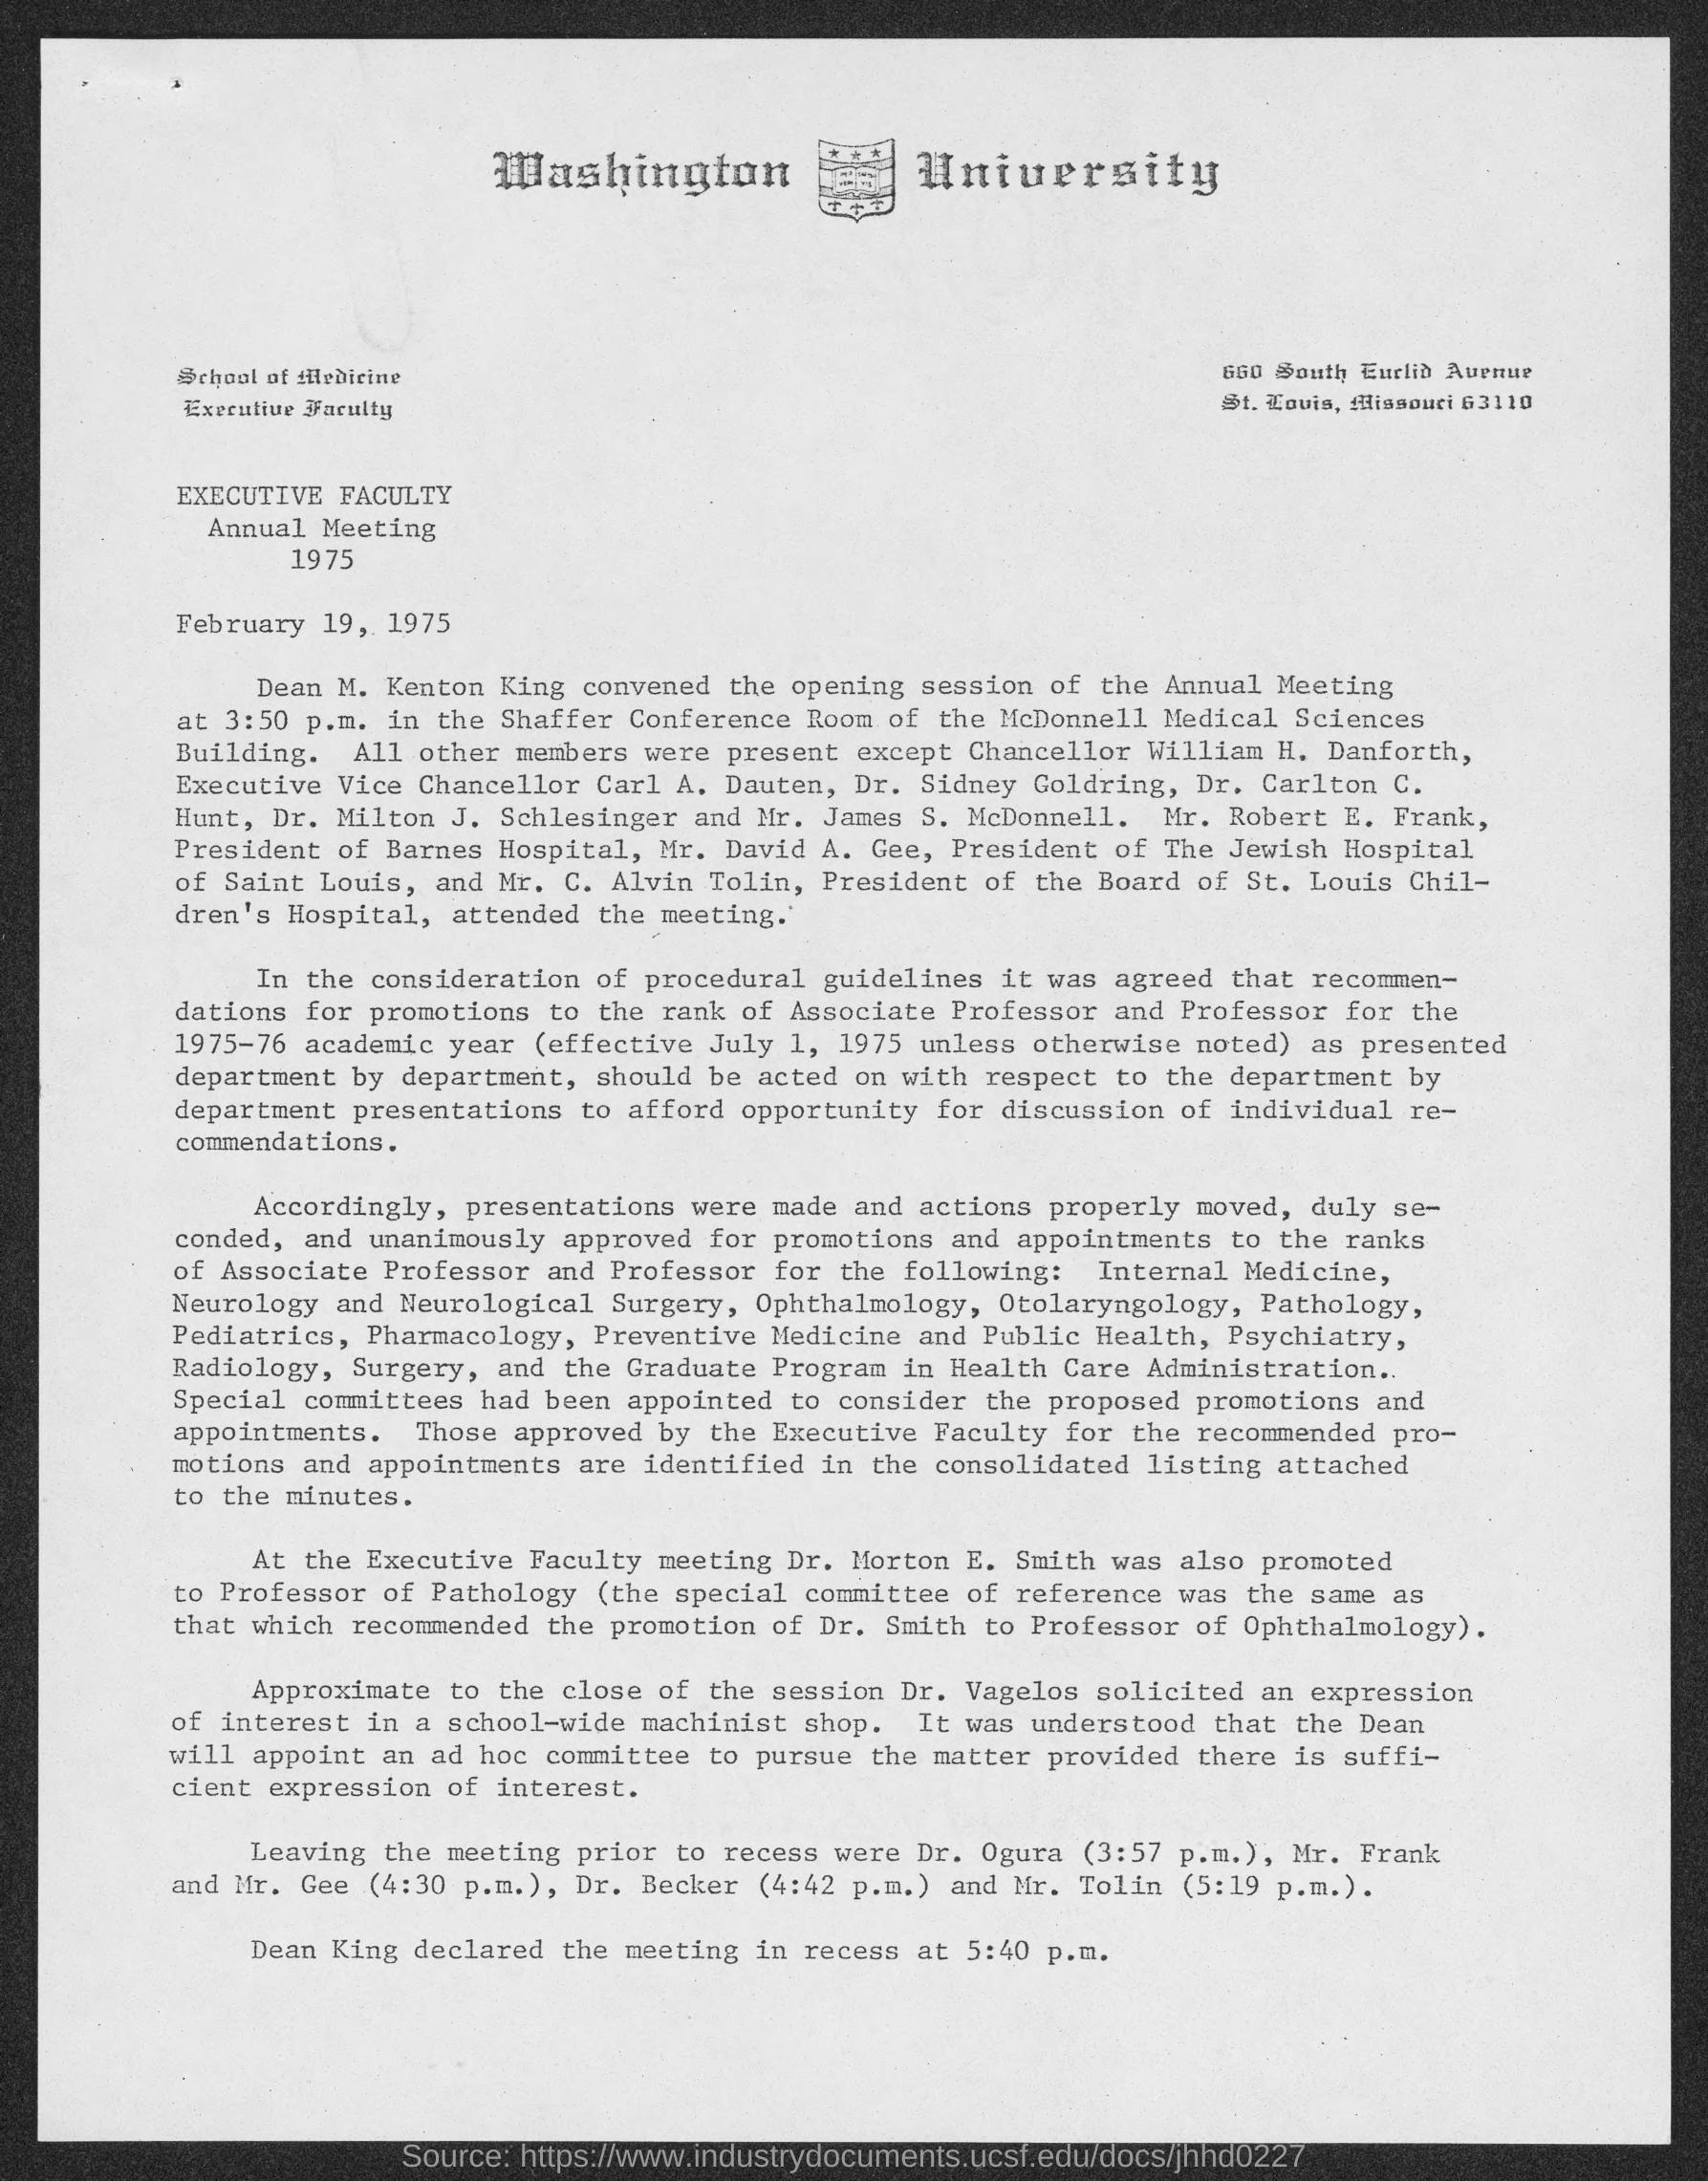 Washington University
School of Medicine
Executive Faculty
660 South Euclid Avenue
St. Louis, Missouri 63110
EXECUTIVE FACULTY
Annual Meeting
1975
February 19, 1975
Dean M. Kenton King convened the opening session of the Annual Meeting
at 3:50 p.m. in the Shaffer Conference Room of the McDonnell Medical Sciences
Building. All other members were present except Chancellor William H. Danforth,
Executive Vice Chancellor Carl A. Dauten, Dr. Sidney Goldring, Dr. Carlton C.
Hunt, Dr. Milton J. Schlesinger and Mr. James S. McDonnell. Mr. Robert E. Frank,
President of Barnes Hospital, Mr. David A. Gee, President of The Jewish Hospital
of Saint Louis, and Mr. C. Alvin Tolin, President of the Board of St. Louis Chil-
dren's Hospital, attended the meeting.
In the consideration of procedural guidelines it was agreed that recommen-
dations for promotions to the rank of Associate Professor and Professor for the
1975-76 academic year (effective July 1, 1975 unless otherwise noted) as presented
department by department, should be acted on with respect to the department by
department presentations to afford opportunity for discussion of individual re-
commendations.
Accordingly, presentations were made and actions properly moved, duly se-
conded, and unanimously approved for promotions and appointments to the ranks
of Associate Professor and Professor for the following: Internal Medicine,
Neurology and Neurological Surgery, Ophthalmology, Otolaryngology, Pathology,
Pediatrics, Pharmacology, Preventive Medicine and Public Health, Psychiatry,
Radiology, Surgery, and the Graduate Program in Health Care Administration..
Special committees had been appointed to consider the proposed promotions and
appointments. Those approved by the Executive Faculty for the recommended pro-
motions and appointments are identified in the consolidated listing attached
to the minutes.
At the Executive Faculty meeting Dr. Morton E. Smith was also promoted
to Professor of Pathology (the special committee of reference was the same as
that which recommended the promotion of Dr. Smith to Professor of Ophthalmology).
Approximate to the close of the session Dr. Vagelos solicited an expression
of interest in a school-wide machinist shop. It was understood that the Dean
will appoint an ad hoc committee to pursue the matter provided there is suffi-
cient expression of interest.
Leaving the meeting prior to recess were Dr. Ogura (3:57 p.m.), Mr. Frank
and Mr. Gee (4:30 p.m.), Dr. Becker (4:42 p.m.) and Mr. Tolin (5:19 p.m.).
Dean King declared the meeting in recess at 5:40 p.m.
Source: https://www.industrydocuments.ucsf.edu/docs/jhhd0227